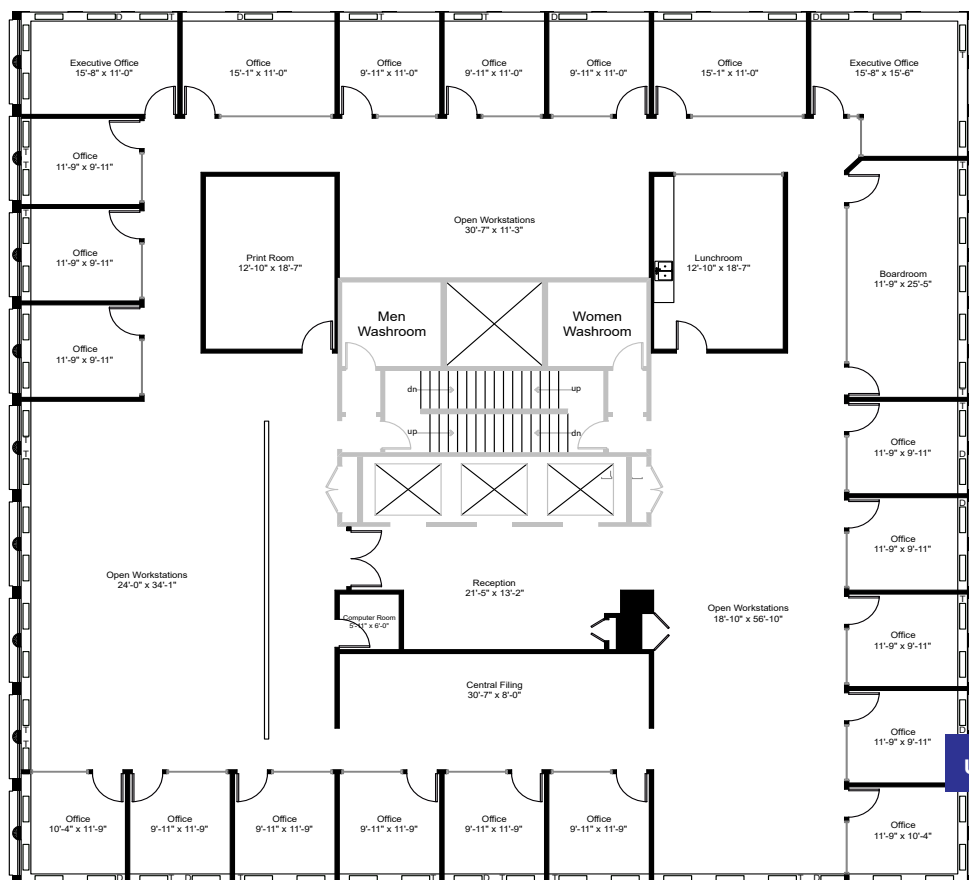 Executive Office
15'-8" x 11'-0"
Office
15'-1" x 11'-0"
Office
9'-11" x 11'-0"
Office
9'-11" x 11'-0"
Office
9'-11" x 11'-0"
Office
15'-1" x 11'-0"
Executive Office
15'-8" x 15'-6"
Office
11'-9" x 9'-11"
Open Workstations
30'-7" x 11'-3"
Office
11'-9" x 9'-11"
Print Room
12'-10" x 18'-7"
Lunchroom
12'-10" x 18'-7"
Boardroom
11'-9" x 25'-5"
Men
Washroom
Women
Washroom
Office
11'-9" x 9'-11"
dn
up
up
dn
Office
11'-9" x 9'-11"
Office
11'-9" x 9'-11"
Open Workstations
24'-0" x 34'-1"
Reception
21'-5" x 13'-2"
Open Workstations
18'-10" x 56'-10"
Computer Room
5'-11" x 6'-0"
Office
11'-9" x 9'-11"
Central Filing
30'-7" x 8'-0"
Office
11'-9" x 9'-11"
Office
10'-4" x 11'-9"
Office
9'-11" x 11'-9"
Office
9'-11" x 11'-9"
Office
9'-11" x 11'-9"
Office
9'-11" x 11'-9"
Office
9'-11" x 11'-9"
Office
11'-9" x 10'-4"